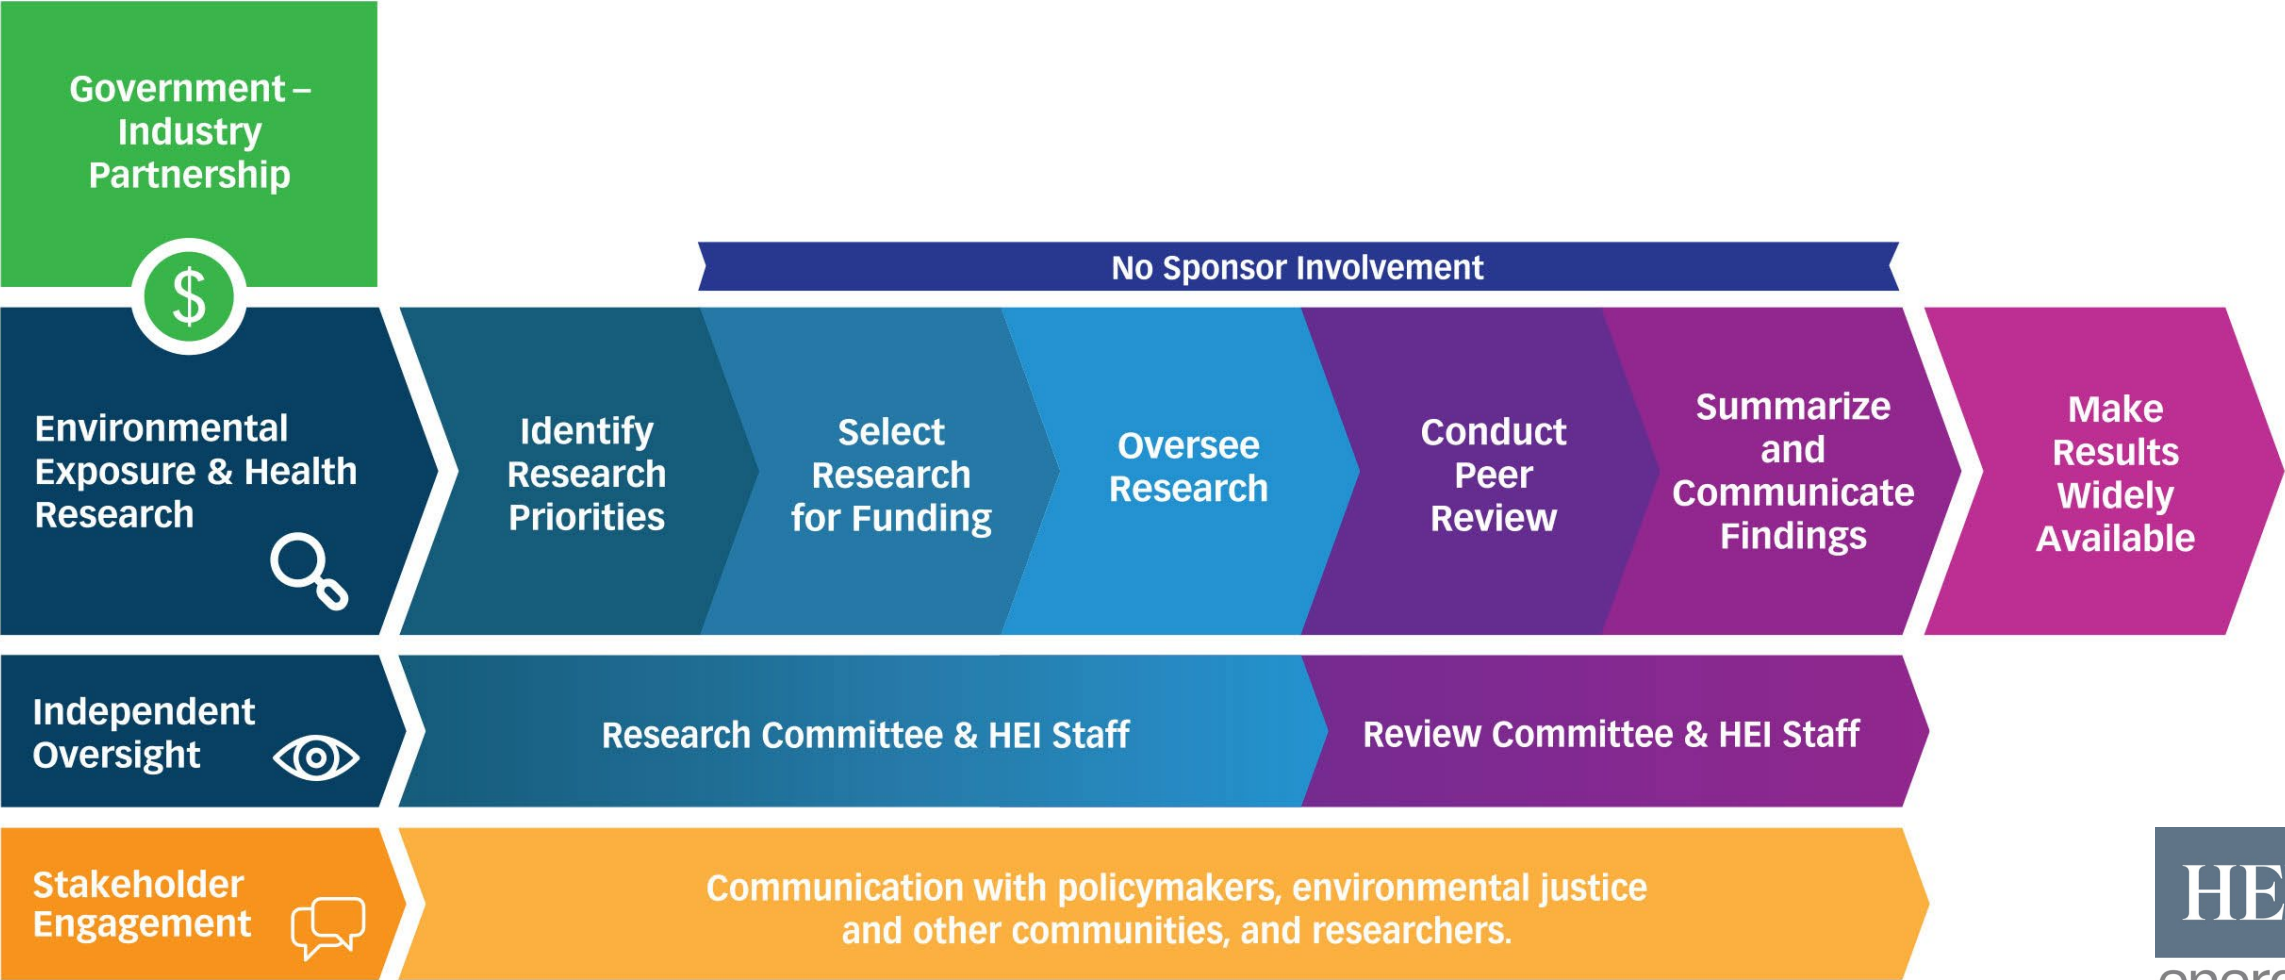 Government –
Industry
Partnership
$
No Sponsor Involvement
Environmental
Exposure & Health
Research
Identify
Research
Priorities
Select
Research
for Funding
Oversee
Research
Conduct
Peer
Review
Summarize
and
Communicate
Findings
Make
Results
Widely
Available
Independent
Oversight
Research Committee & HEI Staff
Review Committee & HEI Staff
Stakeholder
Engagement
Communication with policymakers, environmental justice
and other communities, and researchers.
HE